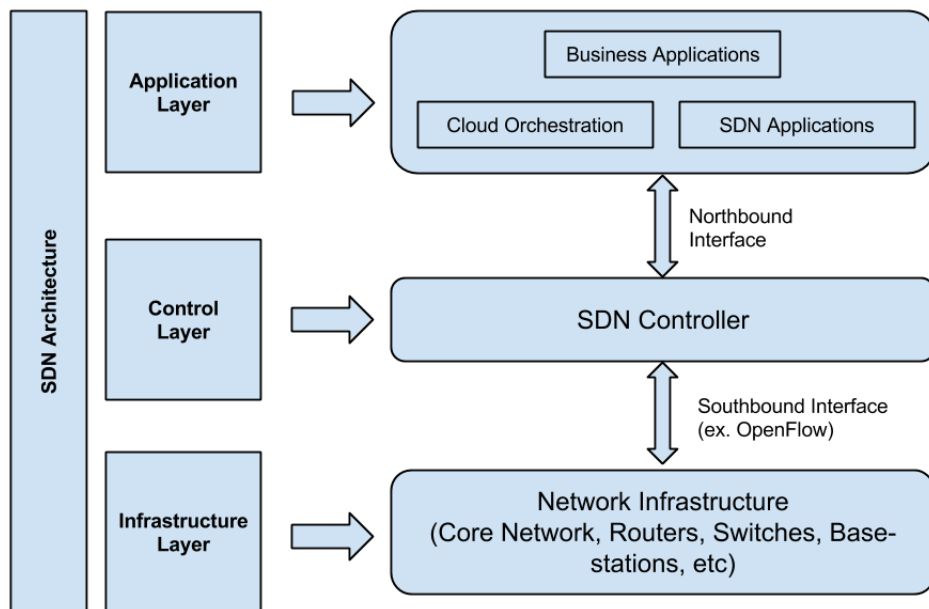 SDN Architecture
Application
Layer
Business Applications
Cloud Orchestration
SDN Applications
Northbound
Interface
Control
Layer
SDN Controller
Southbound Interface
(ex. OpenFlow)
Infrastructure
Layer
Network Infrastructure
(Core Network, Routers, Switches, Base-
stations, etc)